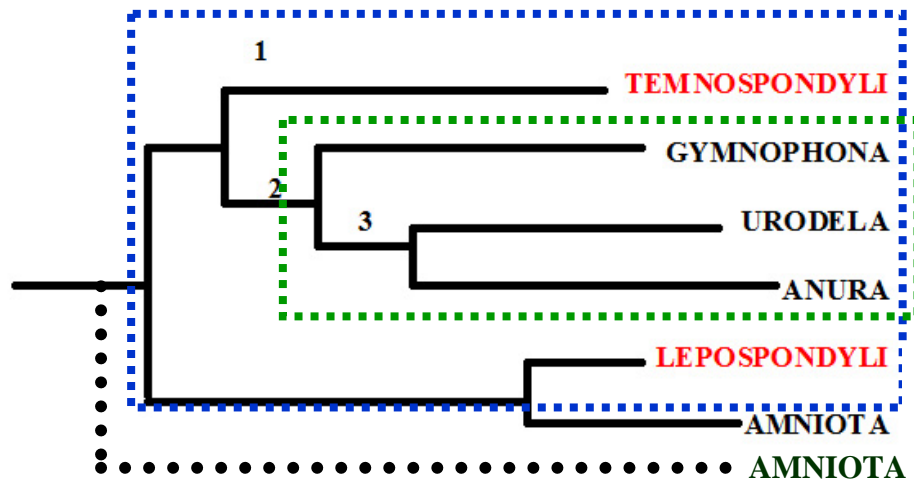 1
TEMNOSPONDYLI
GYMNOPHONA
2
URODELA
3
ANURA
LEPOSPONDYLI
AMNIOTA
AMNIOTA